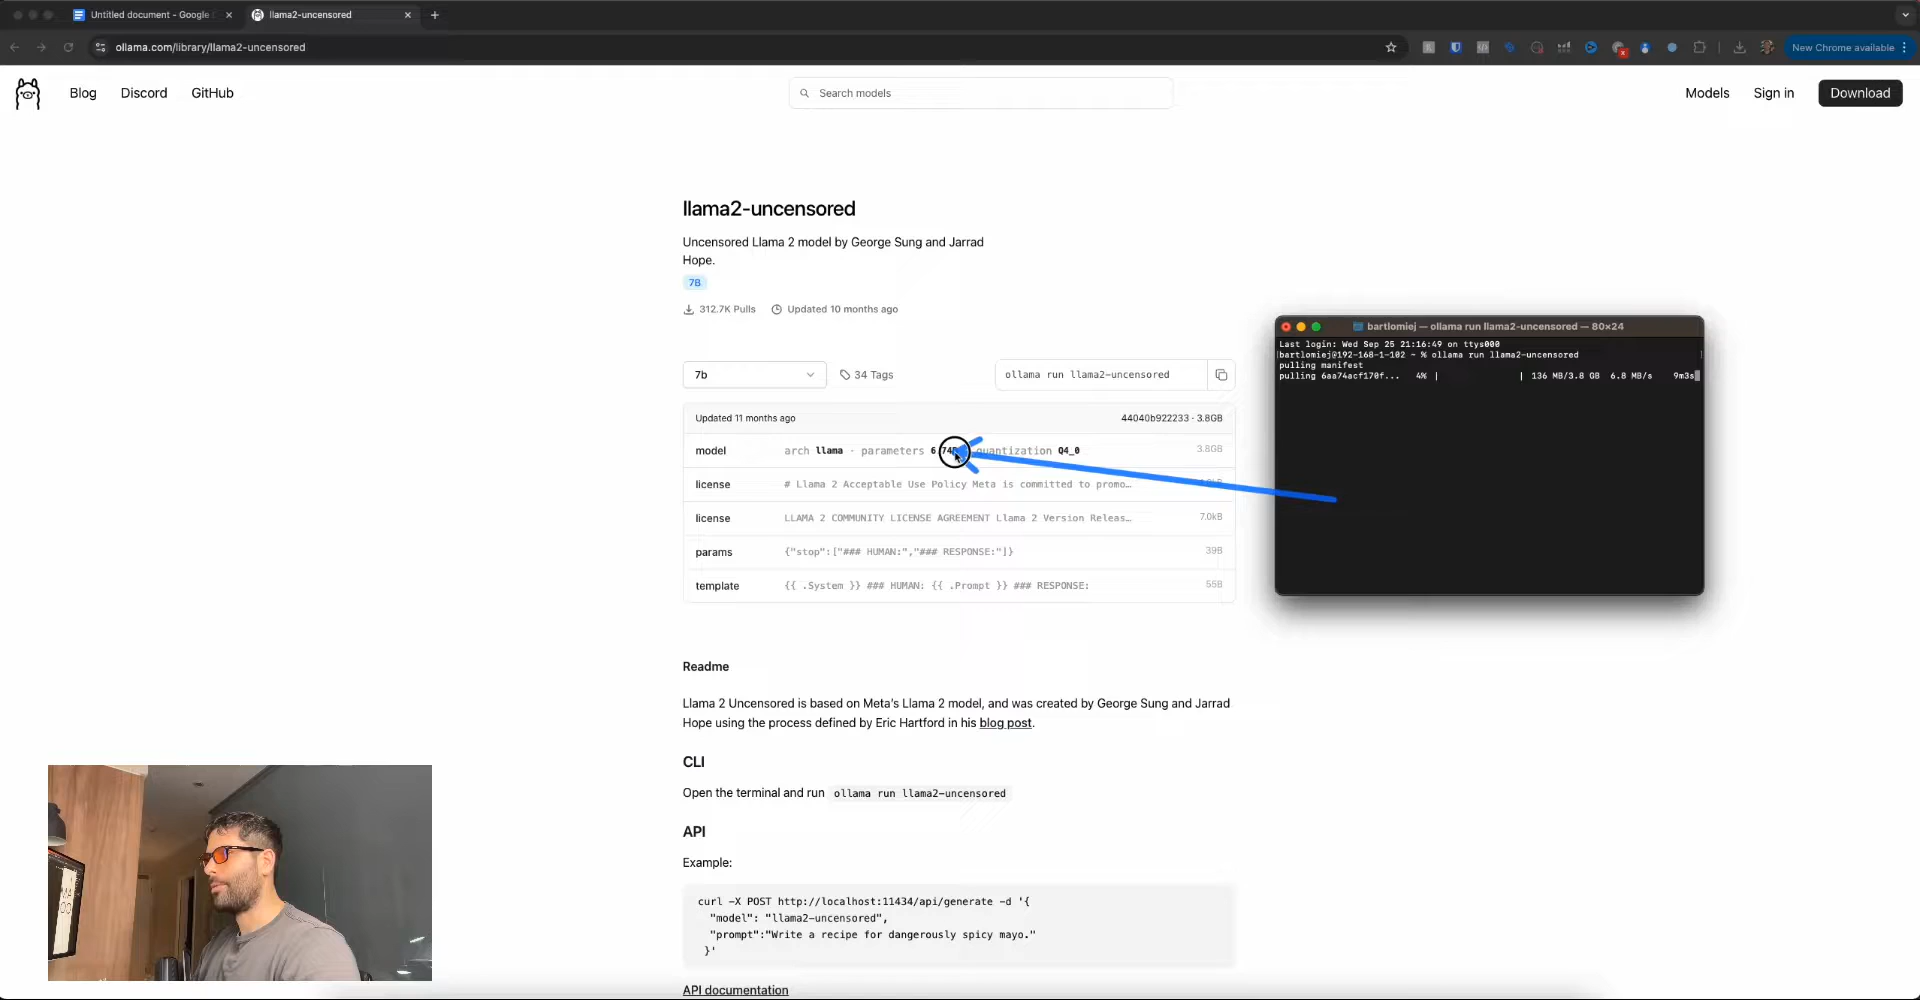 Untitled document - Google
llama2-uncensored
ollama.com/library/llama2-uncensored
New Chrome available
Blog
Discord
GitHub
Search models
Models
Sign in
Download
llama2-uncensored
Uncensored Llama 2 model by George Sung and Jarrad
Hope.
7B
312.7K Pulls
Updated 10 months ago
7b
34 Tags
ollama run llama2-uncensored
Updated 11 months ago
44040b922233 · 3.8GB
model
arch llama · parameters
quantization Q4_0
3.8GB
license
# Llama 2 Acceptable Use Policy Meta is committed to promo…
license
LLAMA 2 COMMUNITY LICENSE AGREEMENT Llama 2 Version Releas…
7.0kB
params
{"stop":["### HUMAN:","### RESPONSE:"]}
39B
template
{{ .System }} ### HUMAN: {{ .Prompt }} ### RESPONSE:
55B
bartlomiej — ollama run llama2-uncensored — 80×24
Last login: Wed Sep 25 21:16:49 on ttys000
bartlomiej@192-168-1-102 ~ % ollama run llama2-uncensored
pulling manifest
pulling 6aa74acf170f... 4% | | 136 MB/3.8 GB 6.8 MB/s 9m3s
Readme
Llama 2 Uncensored is based on Meta's Llama 2 model, and was created by George Sung and Jarrad
Hope using the process defined by Eric Hartford in his blog post.
CLI
Open the terminal and run ollama run llama2-uncensored
API
Example:
curl -X POST http://localhost:11434/api/generate -d '{
"model": "llama2-uncensored",
"prompt":"Write a recipe for dangerously spicy mayo."
}'
API documentation